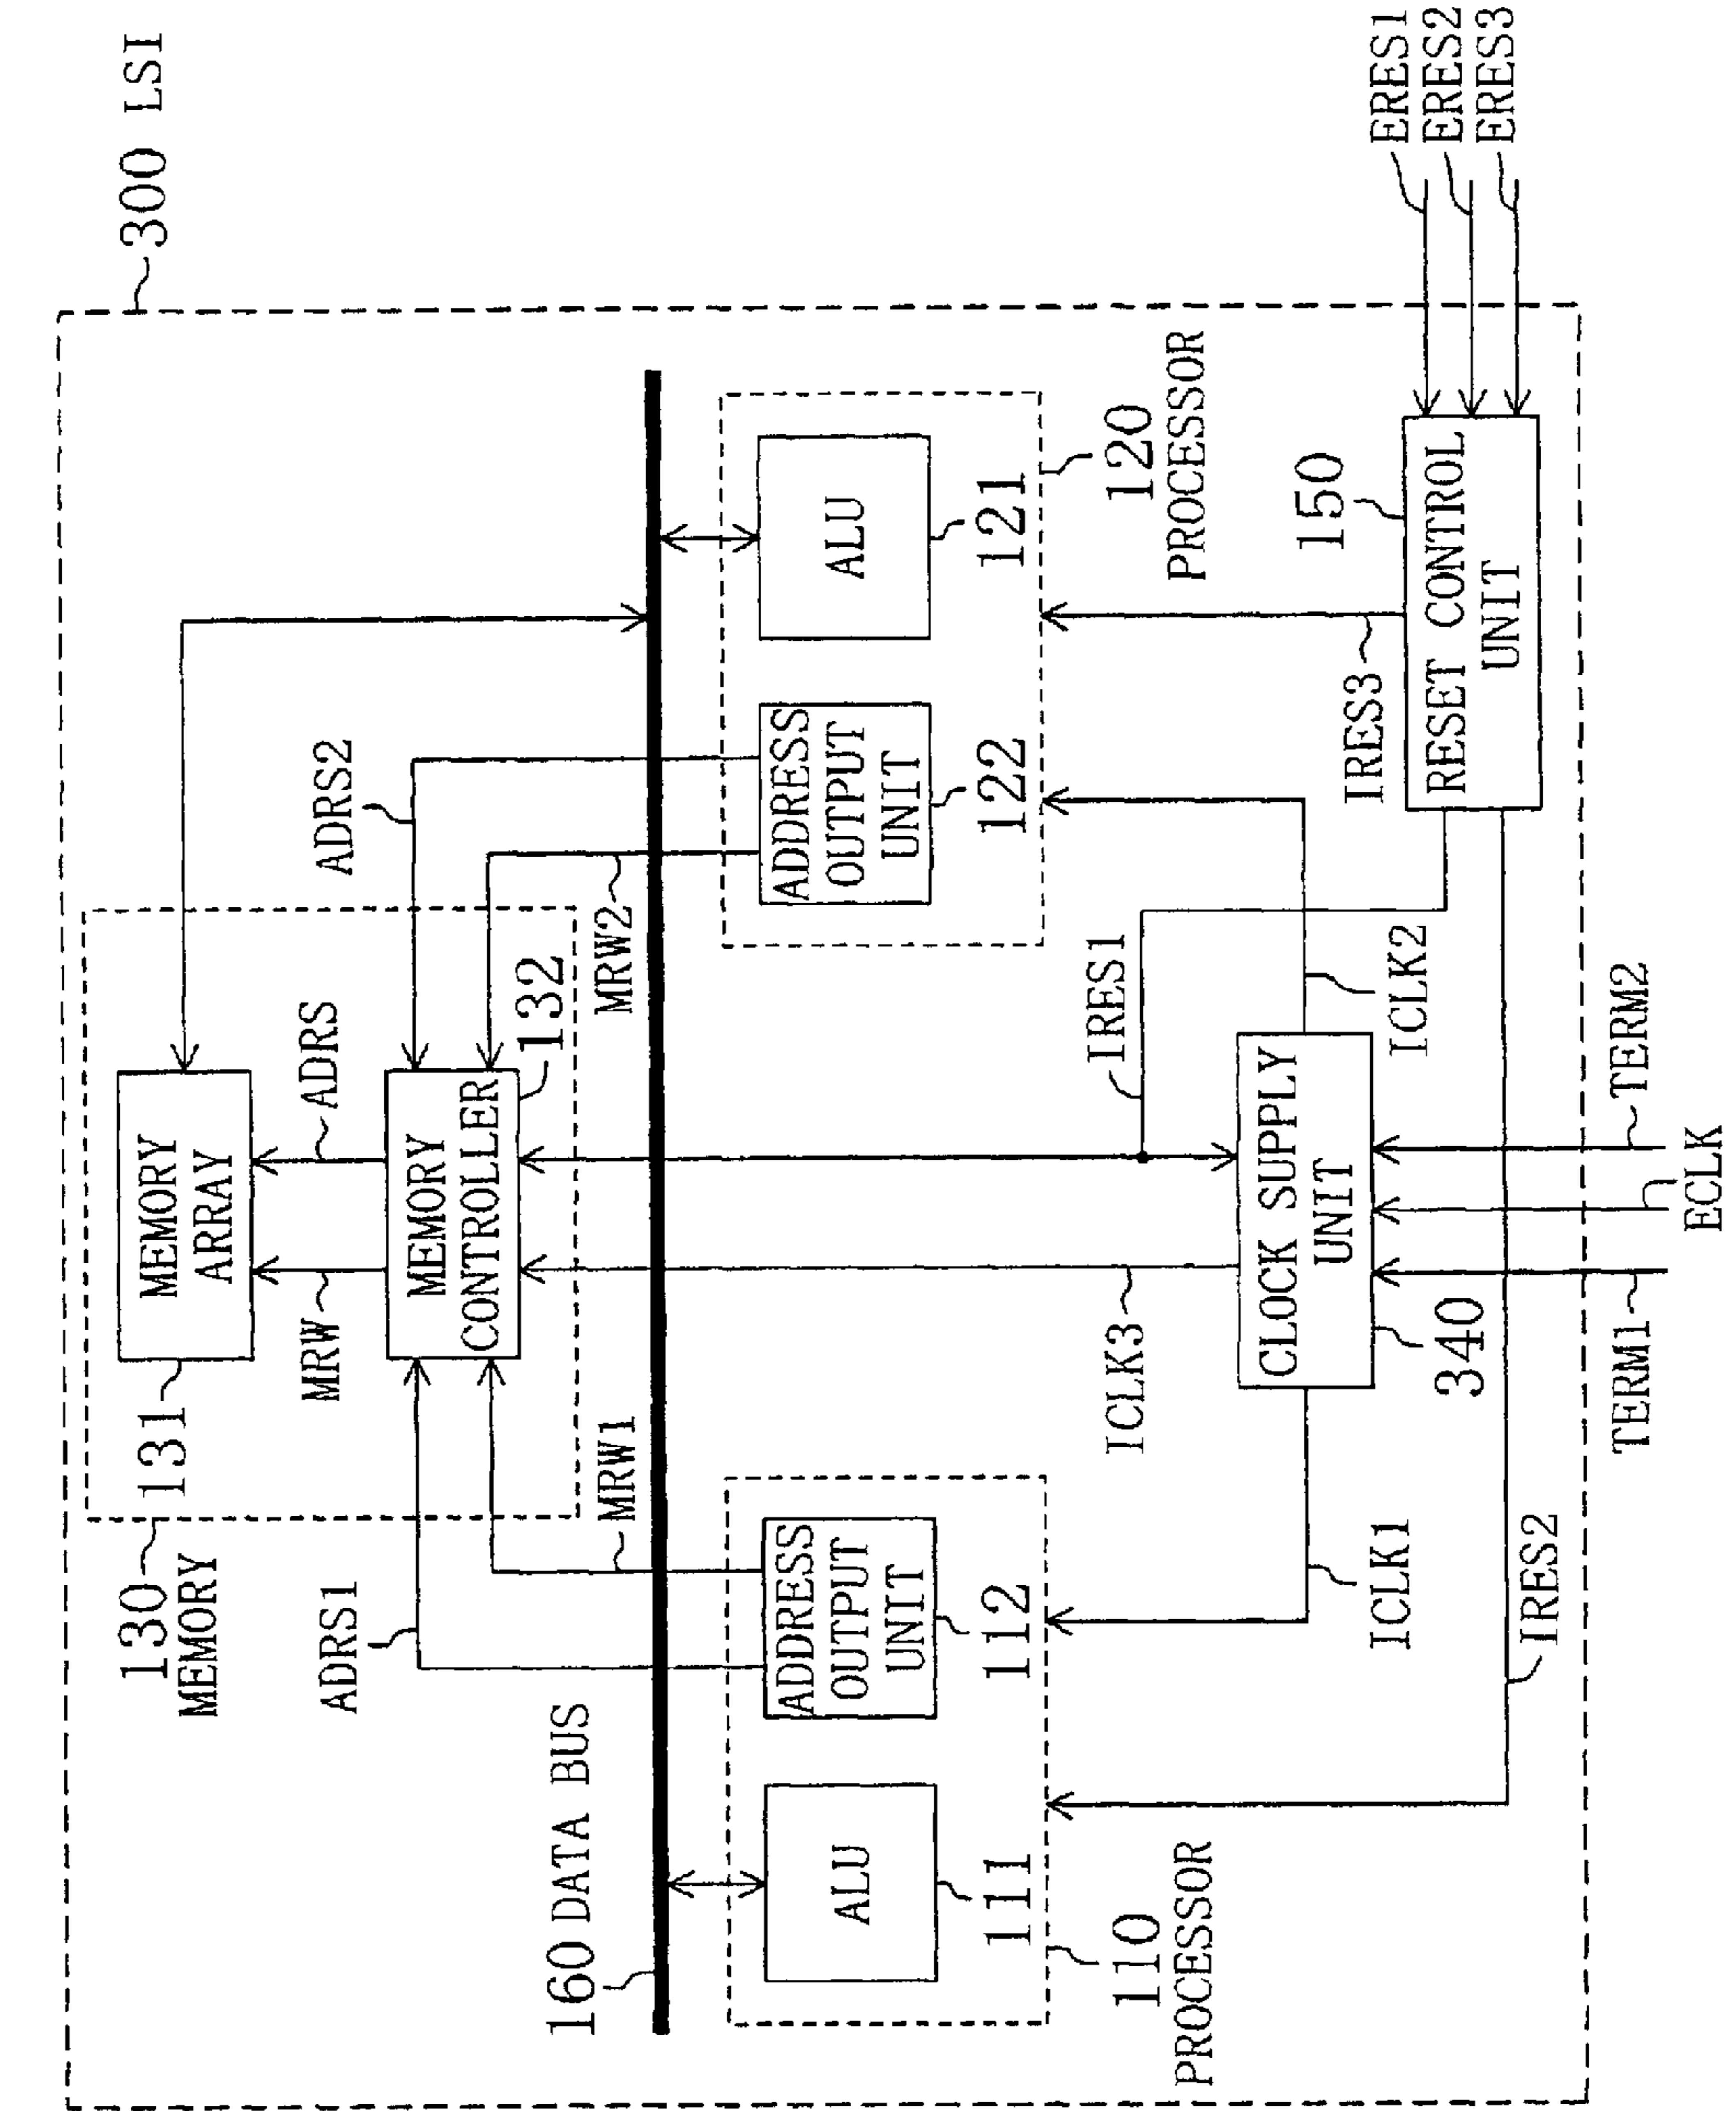 300 LSI
130
MEMORY
131
MEMORY
ARRAY
MRW
ADRS
MEMORY
CONTROLLER
132
ADRS1
MRW1
ADRS2
MRW2
160 DATA BUS
ALU
111
ADDRESS
OUTPUT
UNIT
112
110
PROCESSOR
ADDRESS
OUTPUT
UNIT
122
ALU
121
120
PROCESSOR
ICLK3
IRES1
ICLK1
CLOCK SUPPLY
UNIT
340
ICLK2
IRES3
150
RESET CONTROL
UNIT
IRES2
TERM1
ECLK
TERM2
ERES1
ERES2
ERES3